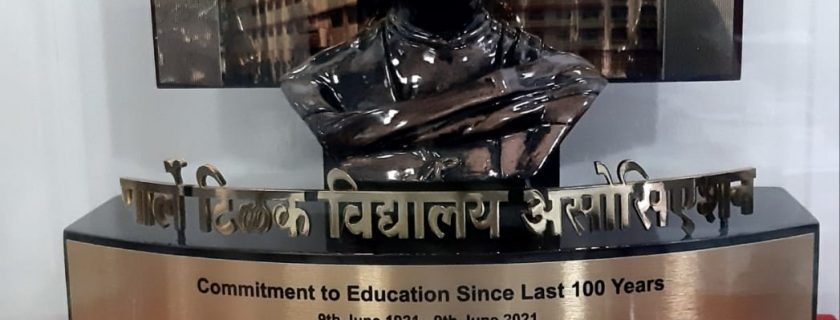 पार्ले टिळक विद्यालय असोसिएशन
Commitment to Education Since Last 100 Years
9th June 1921 - 9th June 2021